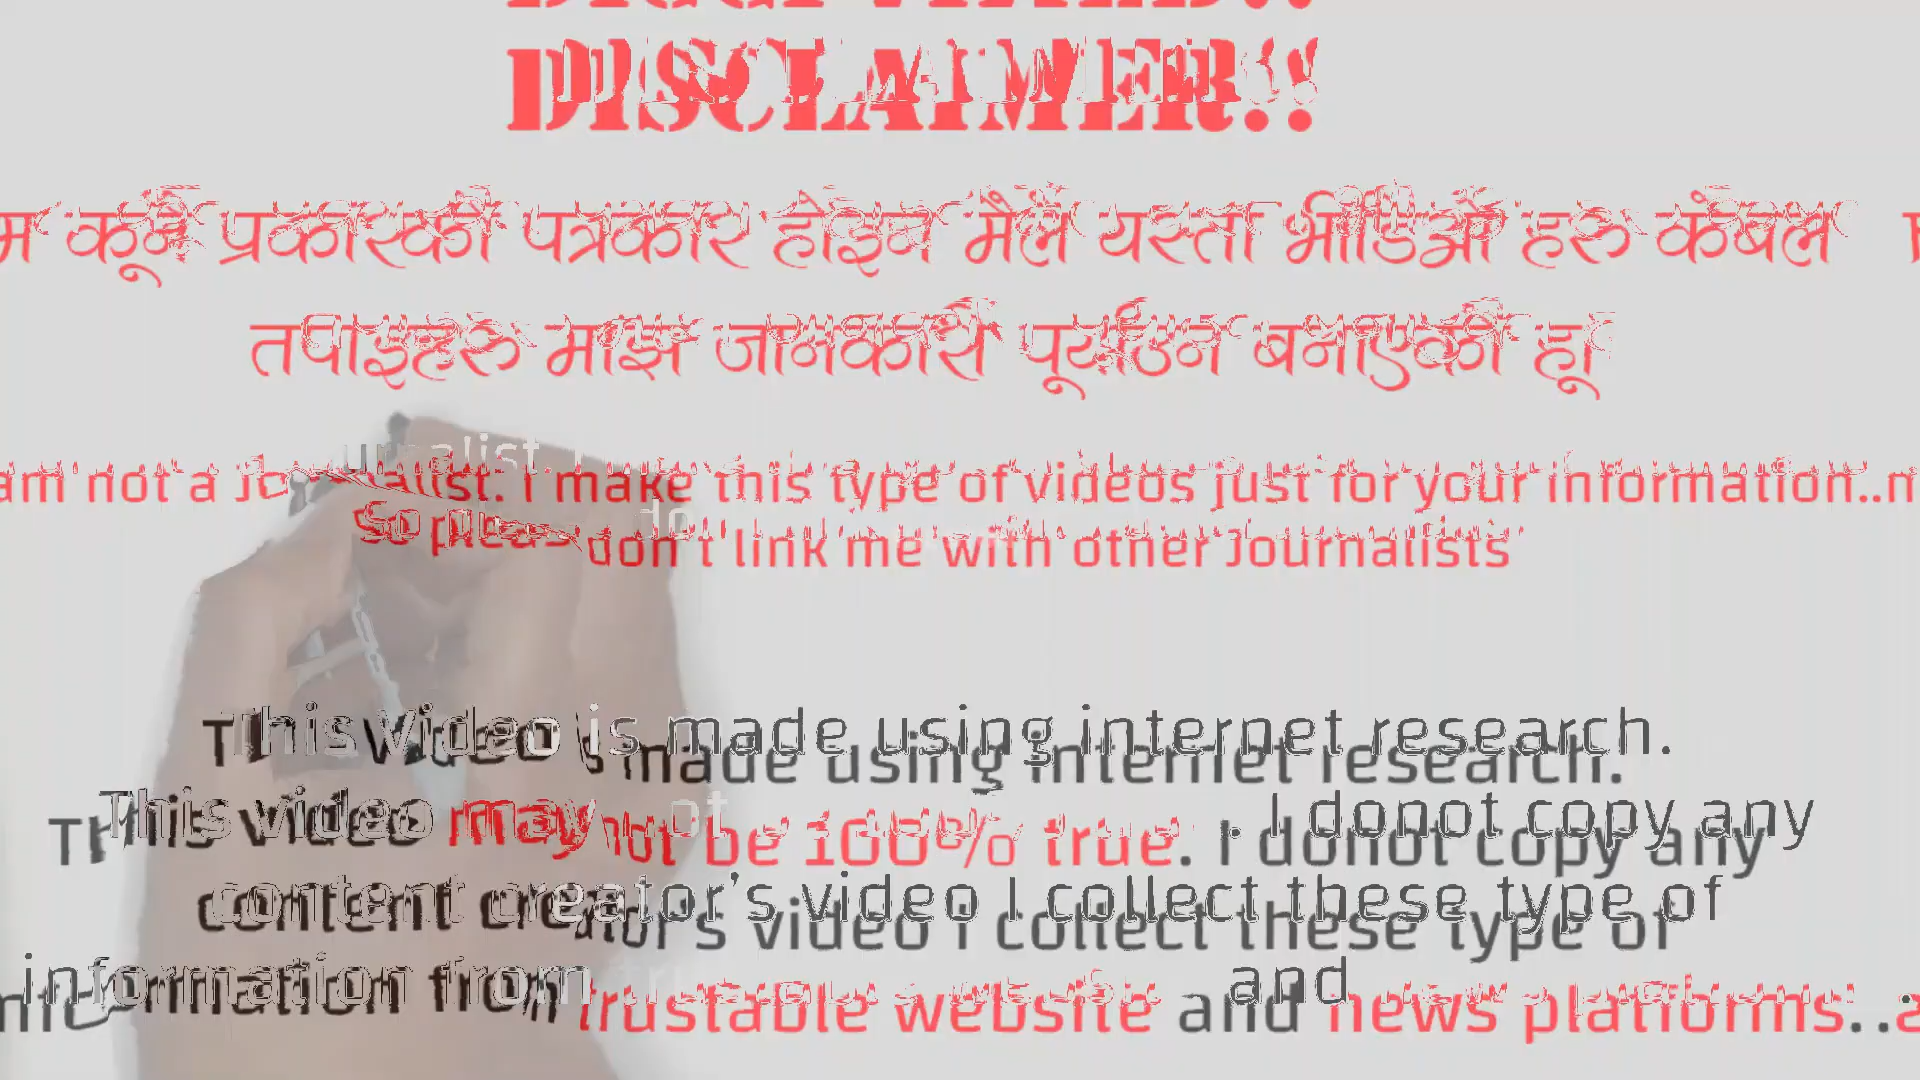 DISCLAIMER!!
म कूनै प्रकारको पत्रकार होइन मैले यस्ता भीडिओ हरु केबल
तपाइहरु माझ जानकारी पूर्याउन बनाएको हूँ
am not a Journalist. I make this type of videos just for your information..
So pleas don't link me with other Journalists
This Video is made using internet research.
This video may not be 100% true. I donot copy any
content creator's video I collect these type of
information from trustable website and news platforms..